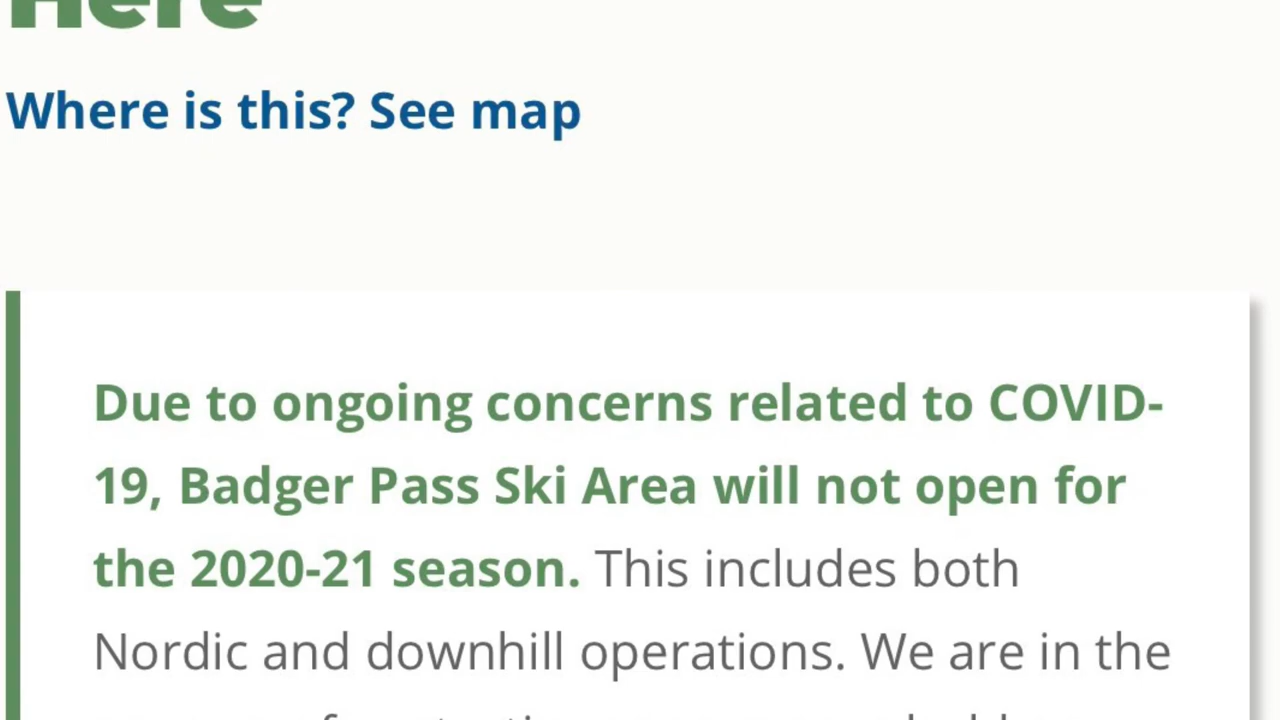 Here
Where is this? See map
Due to ongoing concerns related to COVID-
19, Badger Pass Ski Area will not open for
the 2020-21 season. This includes both
Nordic and downhill operations. We are in the